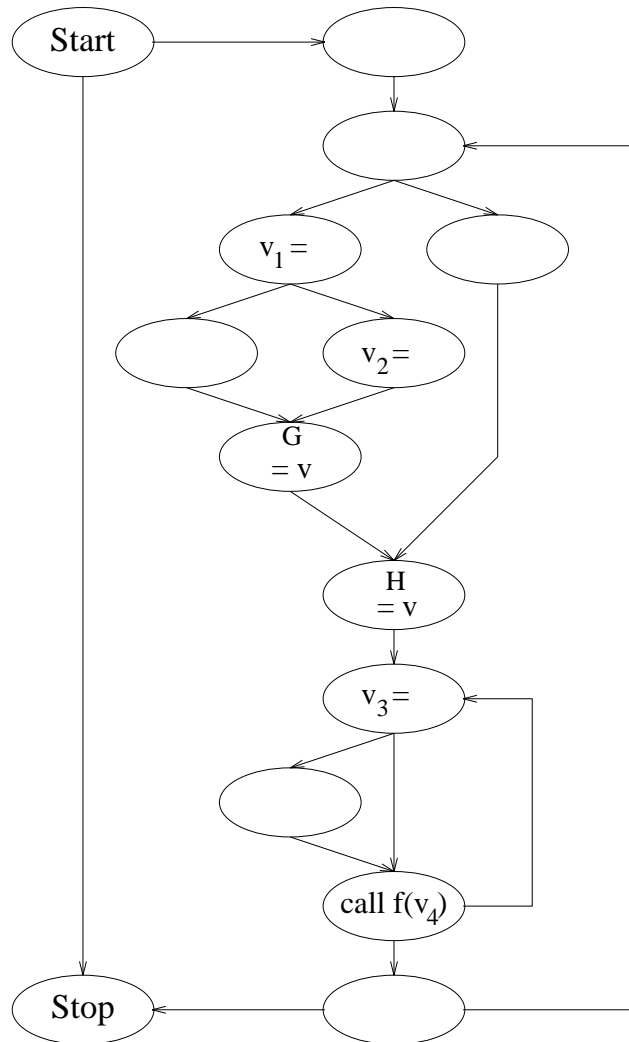 Start
v₁=
v₂=
G
= v
H
= v
v₃=
call f(v₄)
Stop